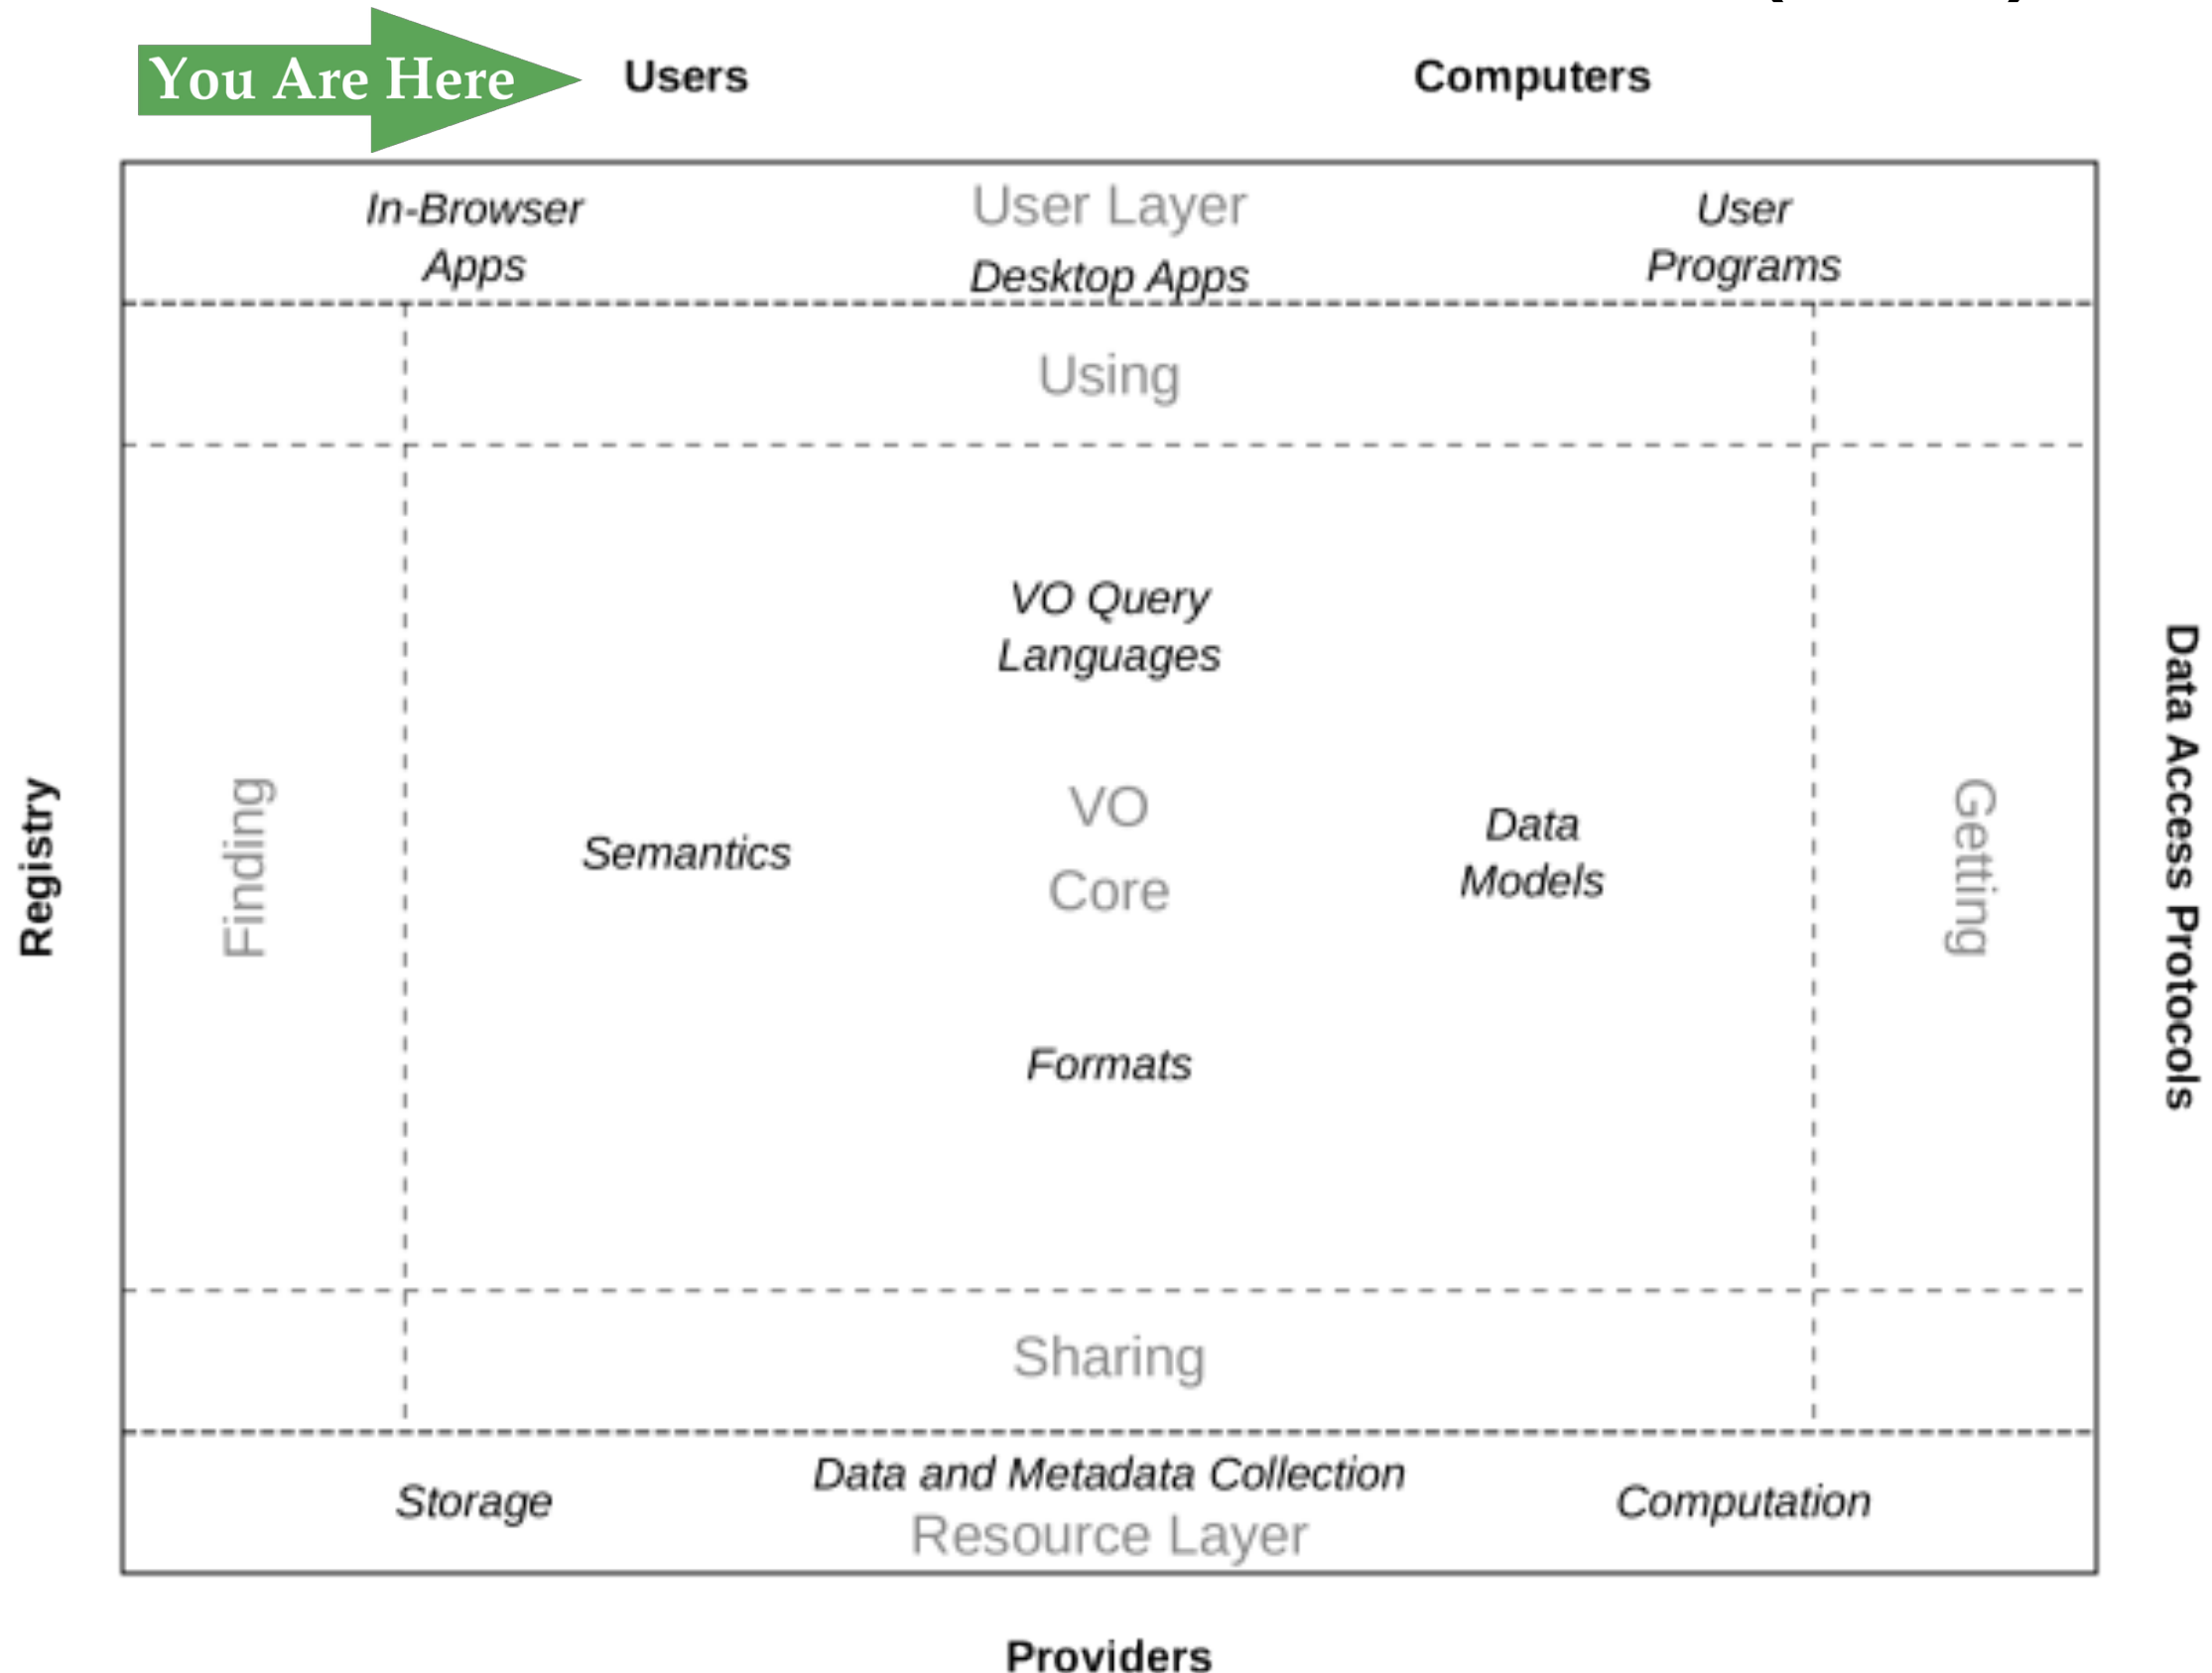 You Are Here
Users
Computers
In-Browser
Apps
User Layer
Desktop Apps
User
Programs
Using
Registry
Finding
VO Query
Languages
Semantics
VO
Core
Data
Models
Formats
Getting
Data Access Protocols
Sharing
Storage
Data and Metadata Collection
Resource Layer
Computation
Providers